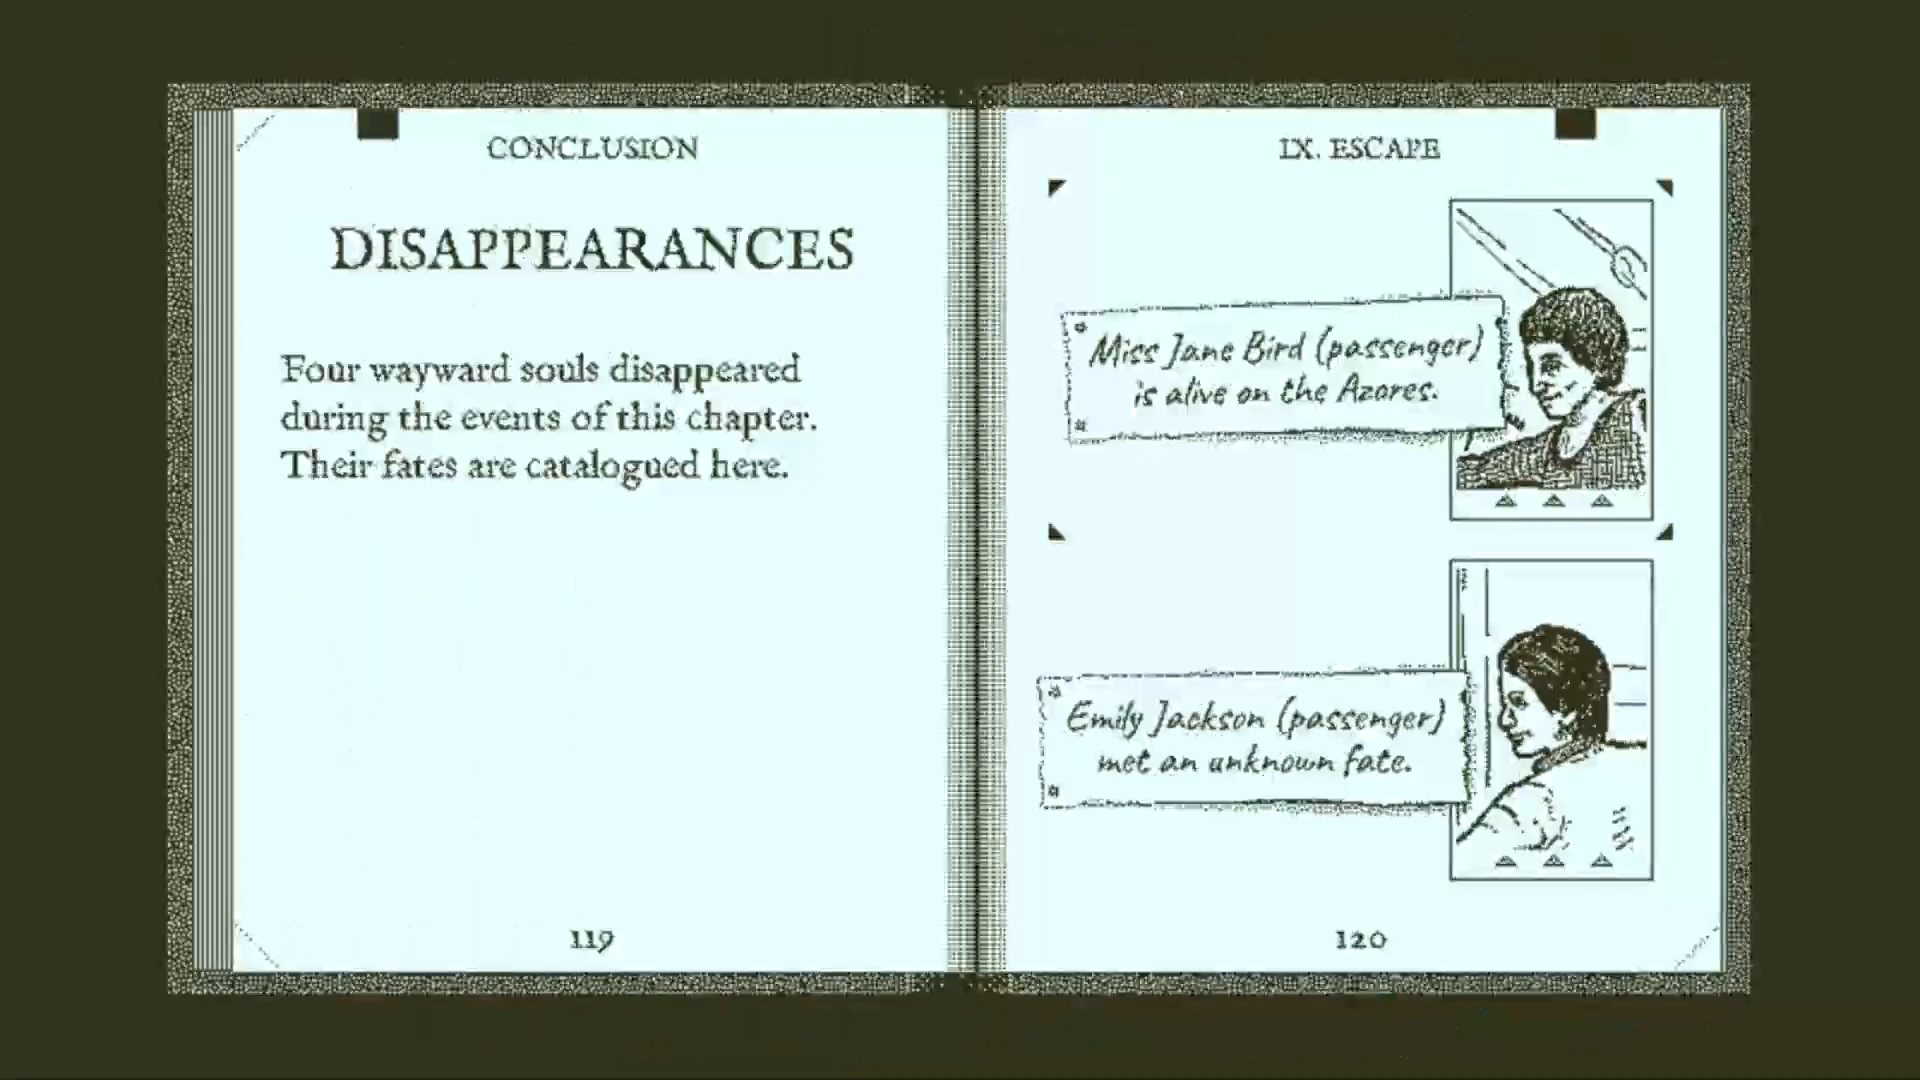 CONCLUSION
DISAPPEARANCES
Four wayward souls disappeared
during the events of this chapter.
Their fates are catalogued here.
119
IX. ESCAPE
Miss Jane Bird (passenger)
is alive on the Azores.
Emily Jackson (passenger)
met an unknown fate.
120